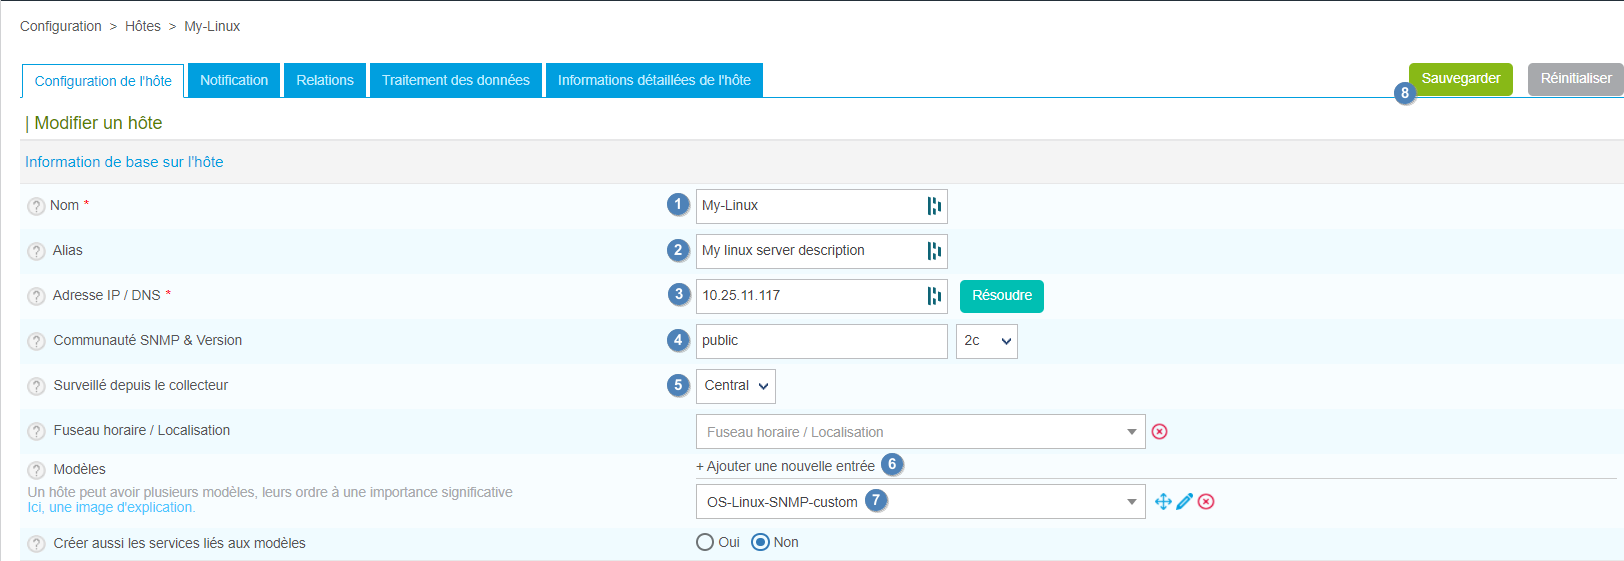 Configuration > Hôtes > My-Linux
Configuration de l'hôte Notification Relations Traitement des données Informations détaillées de l'hôte 8 Sauvegarder Réinitialiser
| Modifier un hôte
Information de base sur l'hôte
? Nom * 1 My-Linux
? Alias 2 My linux server description
? Adresse IP / DNS * 3 10.25.11.117 Résoudre
? Communauté SNMP & Version 4 public 2c
? Surveillé depuis le collecteur 5 Central
? Fuseau horaire / Localisation Fuseau horaire / Localisation
? Modèles + Ajouter une nouvelle entrée 6
Un hôte peut avoir plusieurs modèles, leurs ordre à une importance significative
Ici, une image d'explication. OS-Linux-SNMP-custom 7
? Créer aussi les services liés aux modèles Oui Non